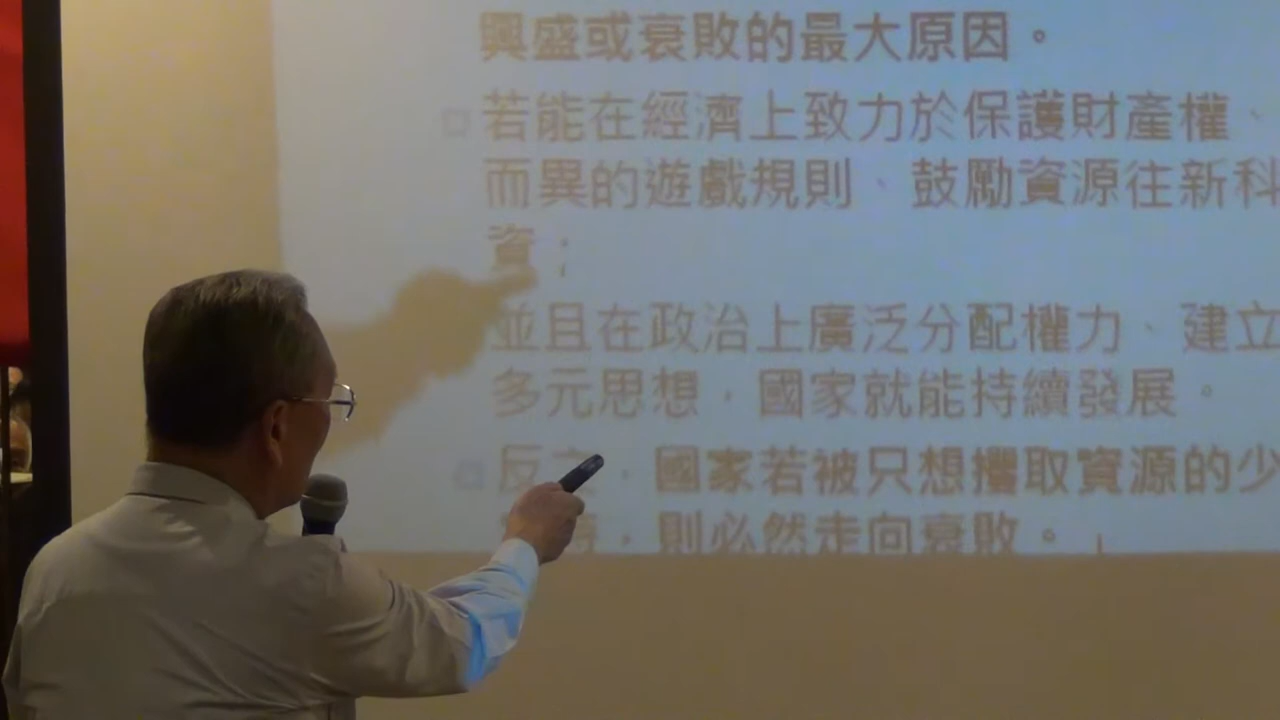 興盛或衰敗的最大原因。
若能在經濟上致力於保護財產權、
而異的遊戲規則、鼓勵資源往新科
資；
並且在政治上廣泛分配權力、建立
多元思想，國家就能持續發展。
反之，國家若被只想攫取資源的少
，則必然走向衰敗。」